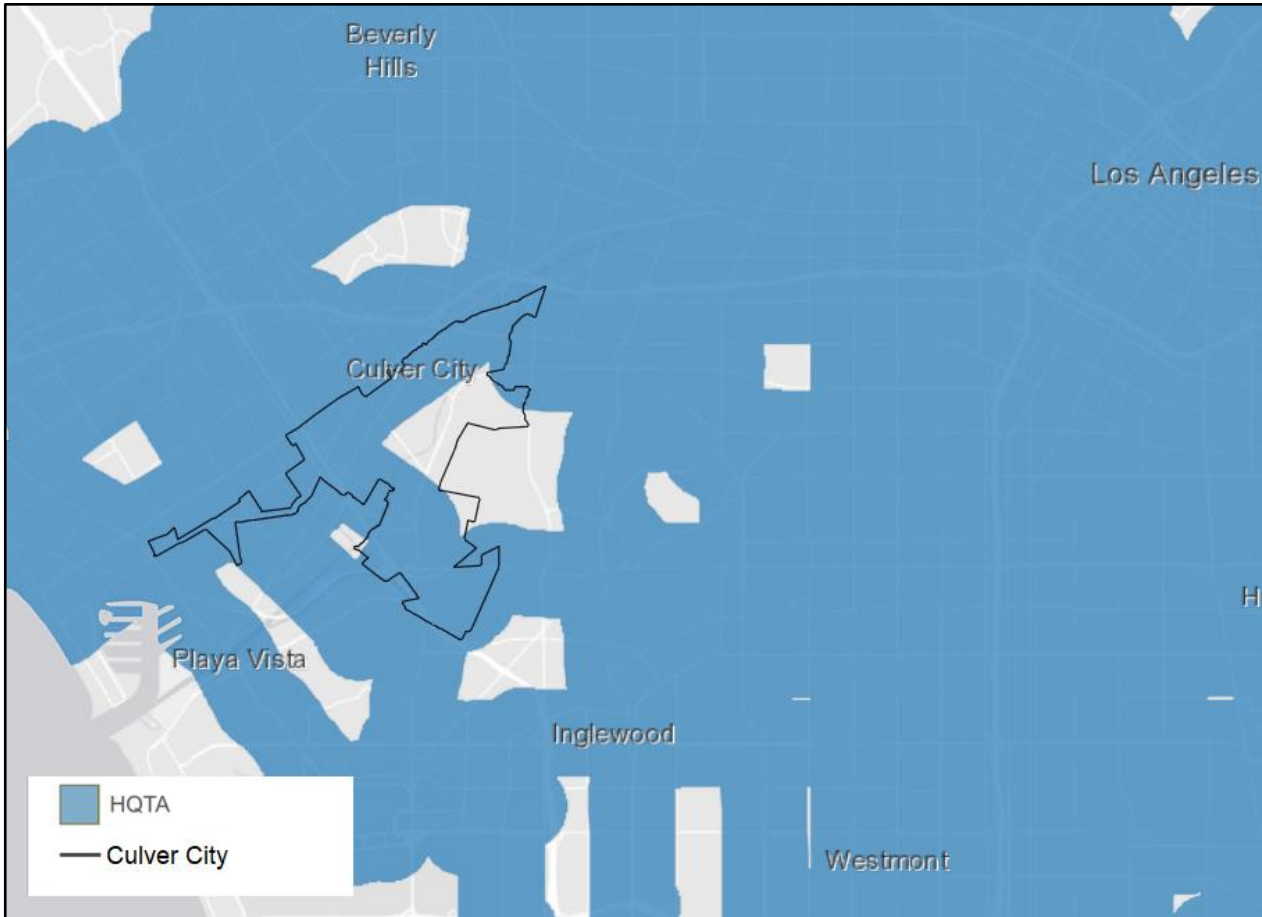 Beverly
Hills
Los Angeles
Culver City
H
Playa Vista
Inglewood
HQTA
Culver City
Westmont